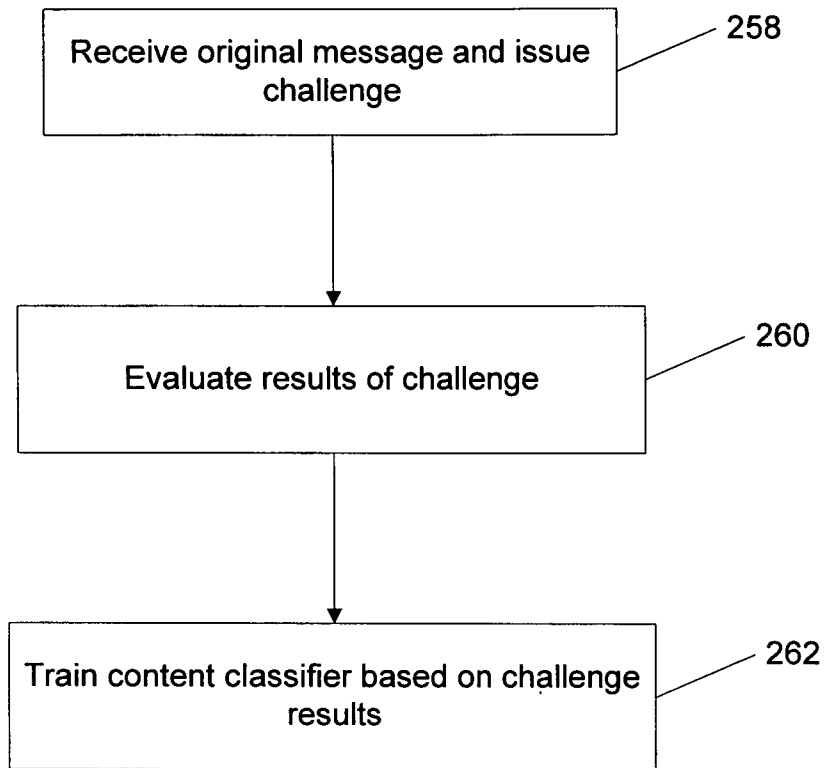 Receive original message and issue
challenge
258
Evaluate results of challenge
260
Train content classifier based on challenge
results
262